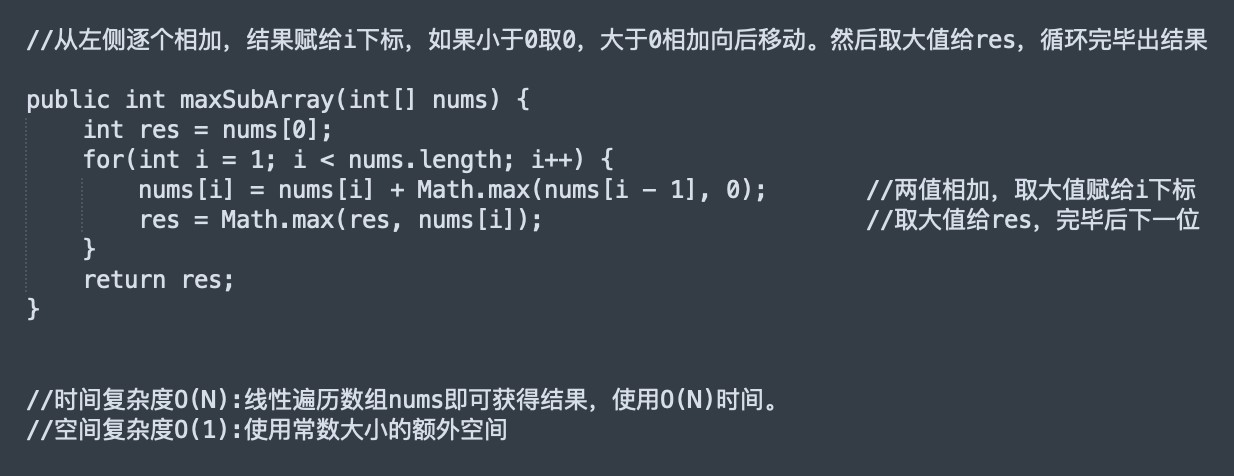 //从左侧逐个相加，结果赋给i下标，如果小于0取0，大于0相加向后移动。然后取大值给res，循环完毕出结果
public int maxSubArray(int[] nums) {
    int res = nums[0];
    for(int i = 1; i < nums.length; i++) {
        nums[i] = nums[i] + Math.max(nums[i - 1], 0);       //两值相加，取大值赋给i下标
        res = Math.max(res, nums[i]);                       //取大值给res，完毕后下一位
    }
    return res;
}
//时间复杂度O(N):线性遍历数组nums即可获得结果，使用O(N)时间。
//空间复杂度O(1):使用常数大小的额外空间